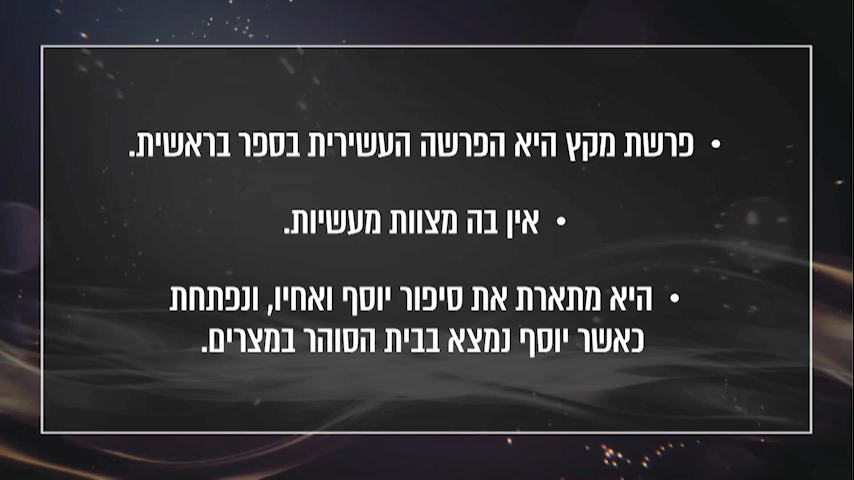 • פרשת מקץ היא הפרשה העשירית בספר בראשית.
• אין בה מצוות מעשיות.
• היא מתארת את סיפור יוסף ואחיו, ונפתחת
כאשר יוסף נמצא בבית הסוהר במצרים.